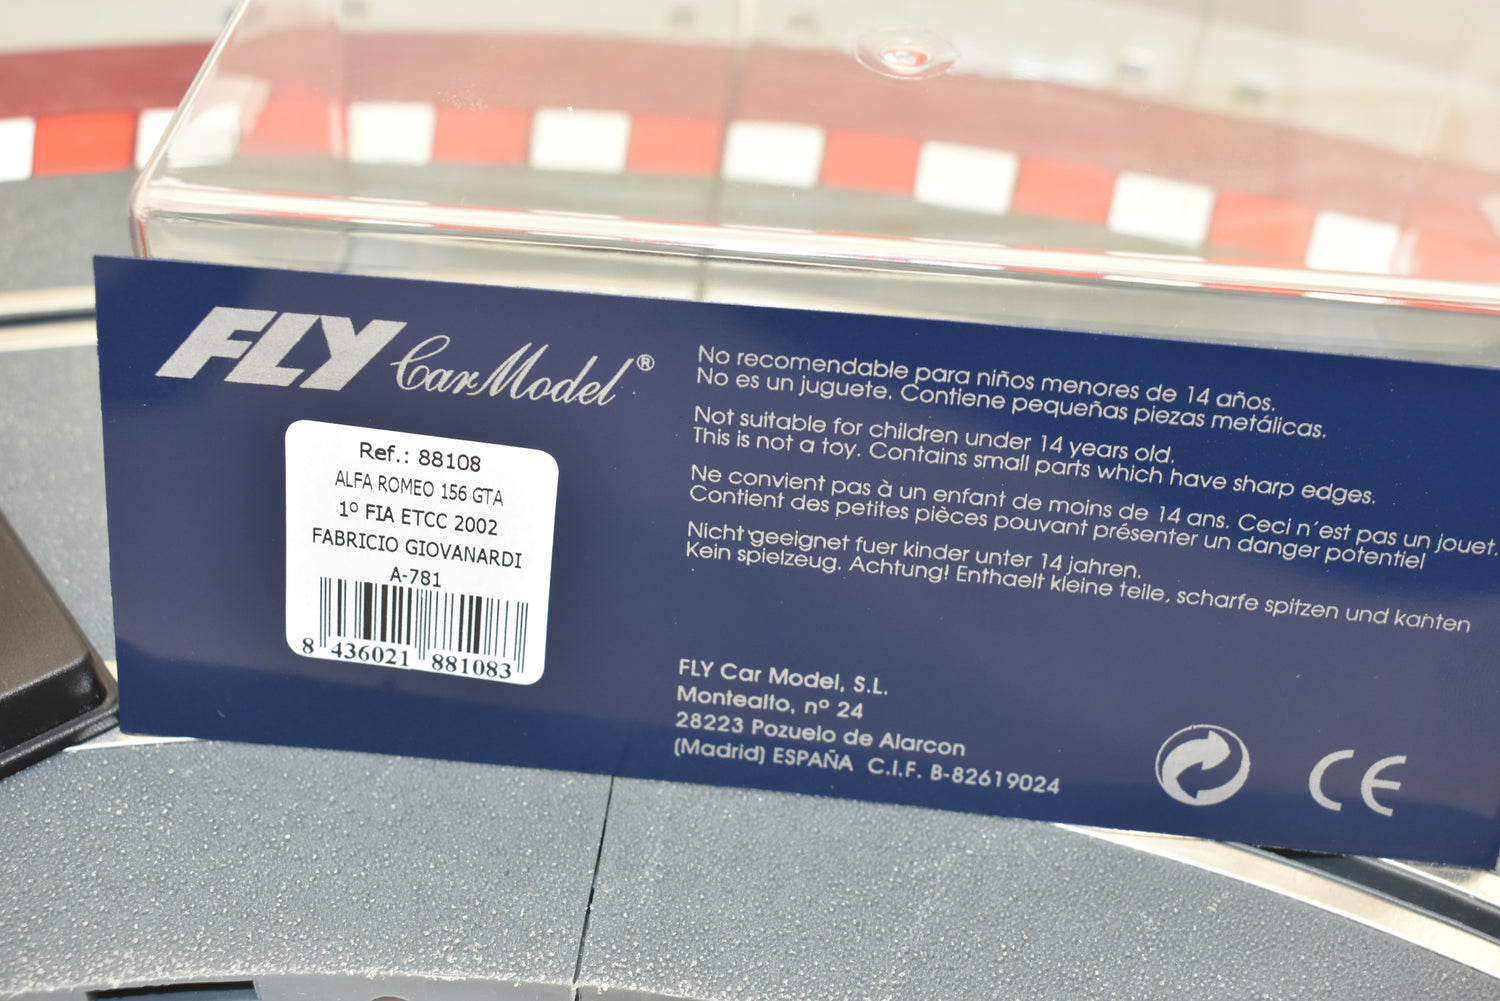 FLY Car Model®
Ref.: 88108
ALFA ROMEO 156 GTA
1º FIA ETCC 2002
FABRICIO GIOVANARDI
A-781
8 436021 881083
No recomendable para niños menores de 14 años.
No es un juguete. Contiene pequeñas piezas metálicas.
Not suitable for children under 14 years old.
This is not a toy. Contains small parts which have sharp edges.
Ne convient pas à un enfant de moins de 14 ans. Ceci n'est pas un jouet.
Contient des petites pièces pouvant présenter un danger potentiel
Nicht geeignet fuer kinder unter 14 jahren.
Kein spielzeug. Achtung! Enthaelt kleine teile, scharfe spitzen und kanten
FLY Car Model, S.L.
Montealto, nº 24
28223 Pozuelo de Alarcon
(Madrid) ESPAÑA C.I.F. B-82619024
CE